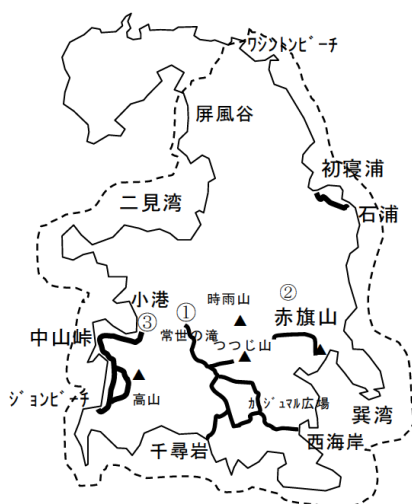 ワシントンビーチ
屏風谷
初寝浦
石浦
二見湾
小港
③
①
②
時雨山
赤旗山
中山峠
常世の滝
つつじ山
ジョンビーチ
高山
ガジュマル広場
巽湾
千尋岩
西海岸